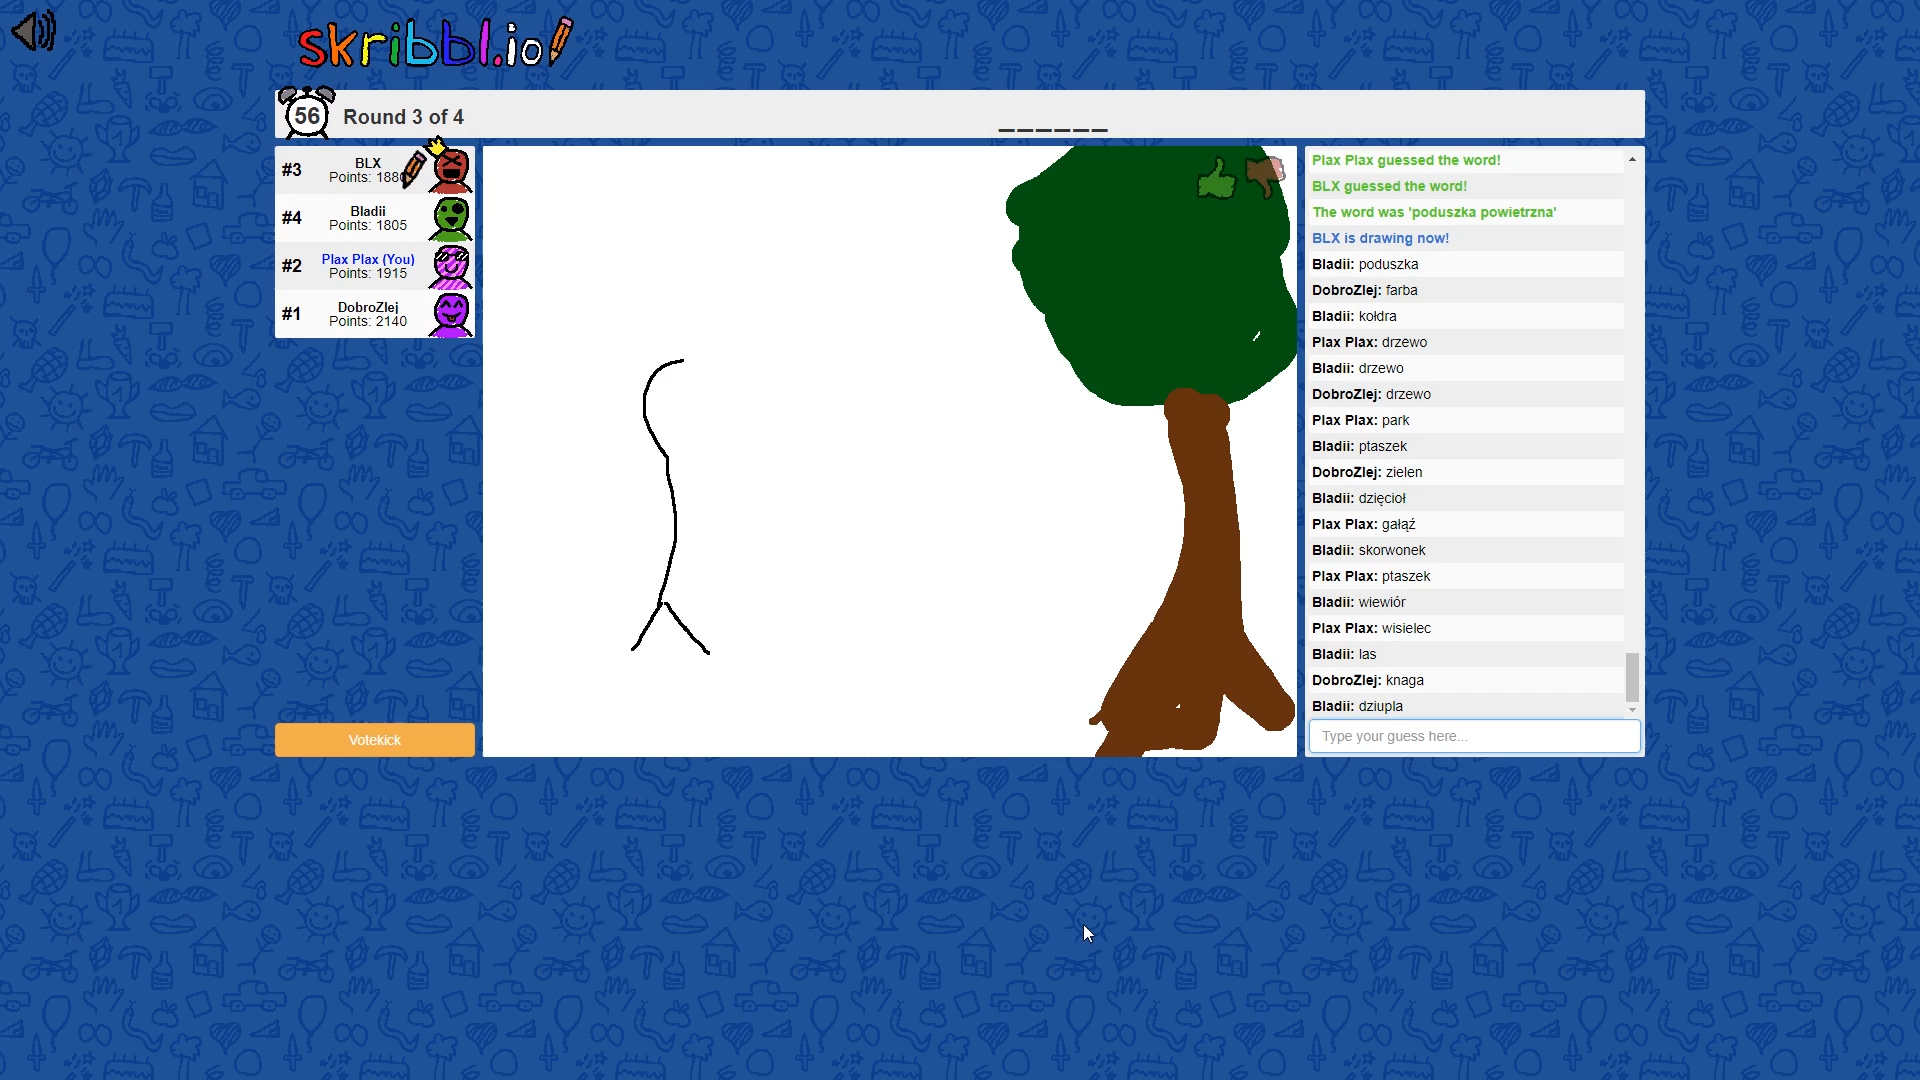 skribbl.io
56 Round 3 of 4
______
#3 BLX
Points: 1880
#4 Bladii
Points: 1805
#2 Plax Plax (You)
Points: 1915
#1 DobroZlej
Points: 2140
Votekick
Plax Plax guessed the word!
BLX guessed the word!
The word was 'poduszka powietrzna'
BLX is drawing now!
Bladii: poduszka
DobroZlej: farba
Bladii: kołdra
Plax Plax: drzewo
Bladii: drzewo
DobroZlej: drzewo
Plax Plax: park
Bladii: ptaszek
DobroZlej: zielen
Bladii: dzięcioł
Plax Plax: gałąź
Bladii: skorwonek
Plax Plax: ptaszek
Bladii: wiewiór
Plax Plax: wisielec
Bladii: las
DobroZlej: knaga
Bladii: dziupla
Type your guess here...